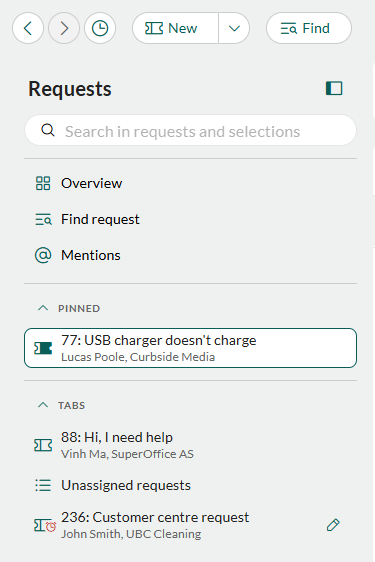 New
Find
Requests
Search in requests and selections
Overview
Find request
Mentions
PINNED
77: USB charger doesn't charge
Lucas Poole, Curbside Media
TABS
88: Hi, I need help
Vinh Ma, SuperOffice AS
Unassigned requests
236: Customer centre request
John Smith, UBC Cleaning